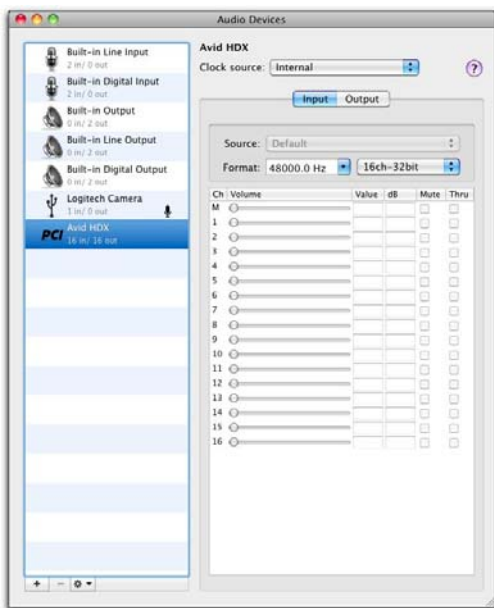 Audio Devices
Built-in Line Input
2 in/ 0 out
Built-in Digital Input
2 in/ 0 out
Built-in Output
0 in/ 2 out
Built-in Line Output
0 in/ 2 out
Built-in Digital Output
0 in/ 2 out
Logitech Camera
1 in/ 0 out
PCI
Avid HDX
16 in/ 16 out
+ −
Avid HDX
Clock source: Internal
?
Input Output
Source: Default
Format: 48000.0 Hz 16ch-32bit
Ch Volume Value dB Mute Thru
M
1
2
3
4
5
6
7
8
9
10
11
12
13
14
15
16